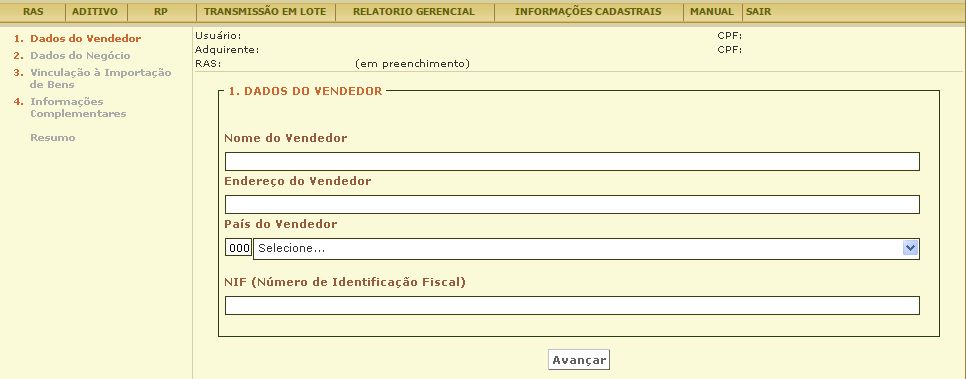 RAS ADITIVO RP TRANSMISSÃO EM LOTE RELATORIO GERENCIAL INFORMAÇÕES CADASTRAIS MANUAL SAIR
1. Dados do Vendedor
2. Dados do Negócio
3. Vinculação à Importação
de Bens
4. Informações
Complementares
Resumo
Usuário: CPF:
Adquirente: CPF:
RAS: (em preenchimento)
1. DADOS DO VENDEDOR
Nome do Vendedor
Endereço do Vendedor
País do Vendedor
000 Selecione...
NIF (Número de Identificação Fiscal)
Avançar